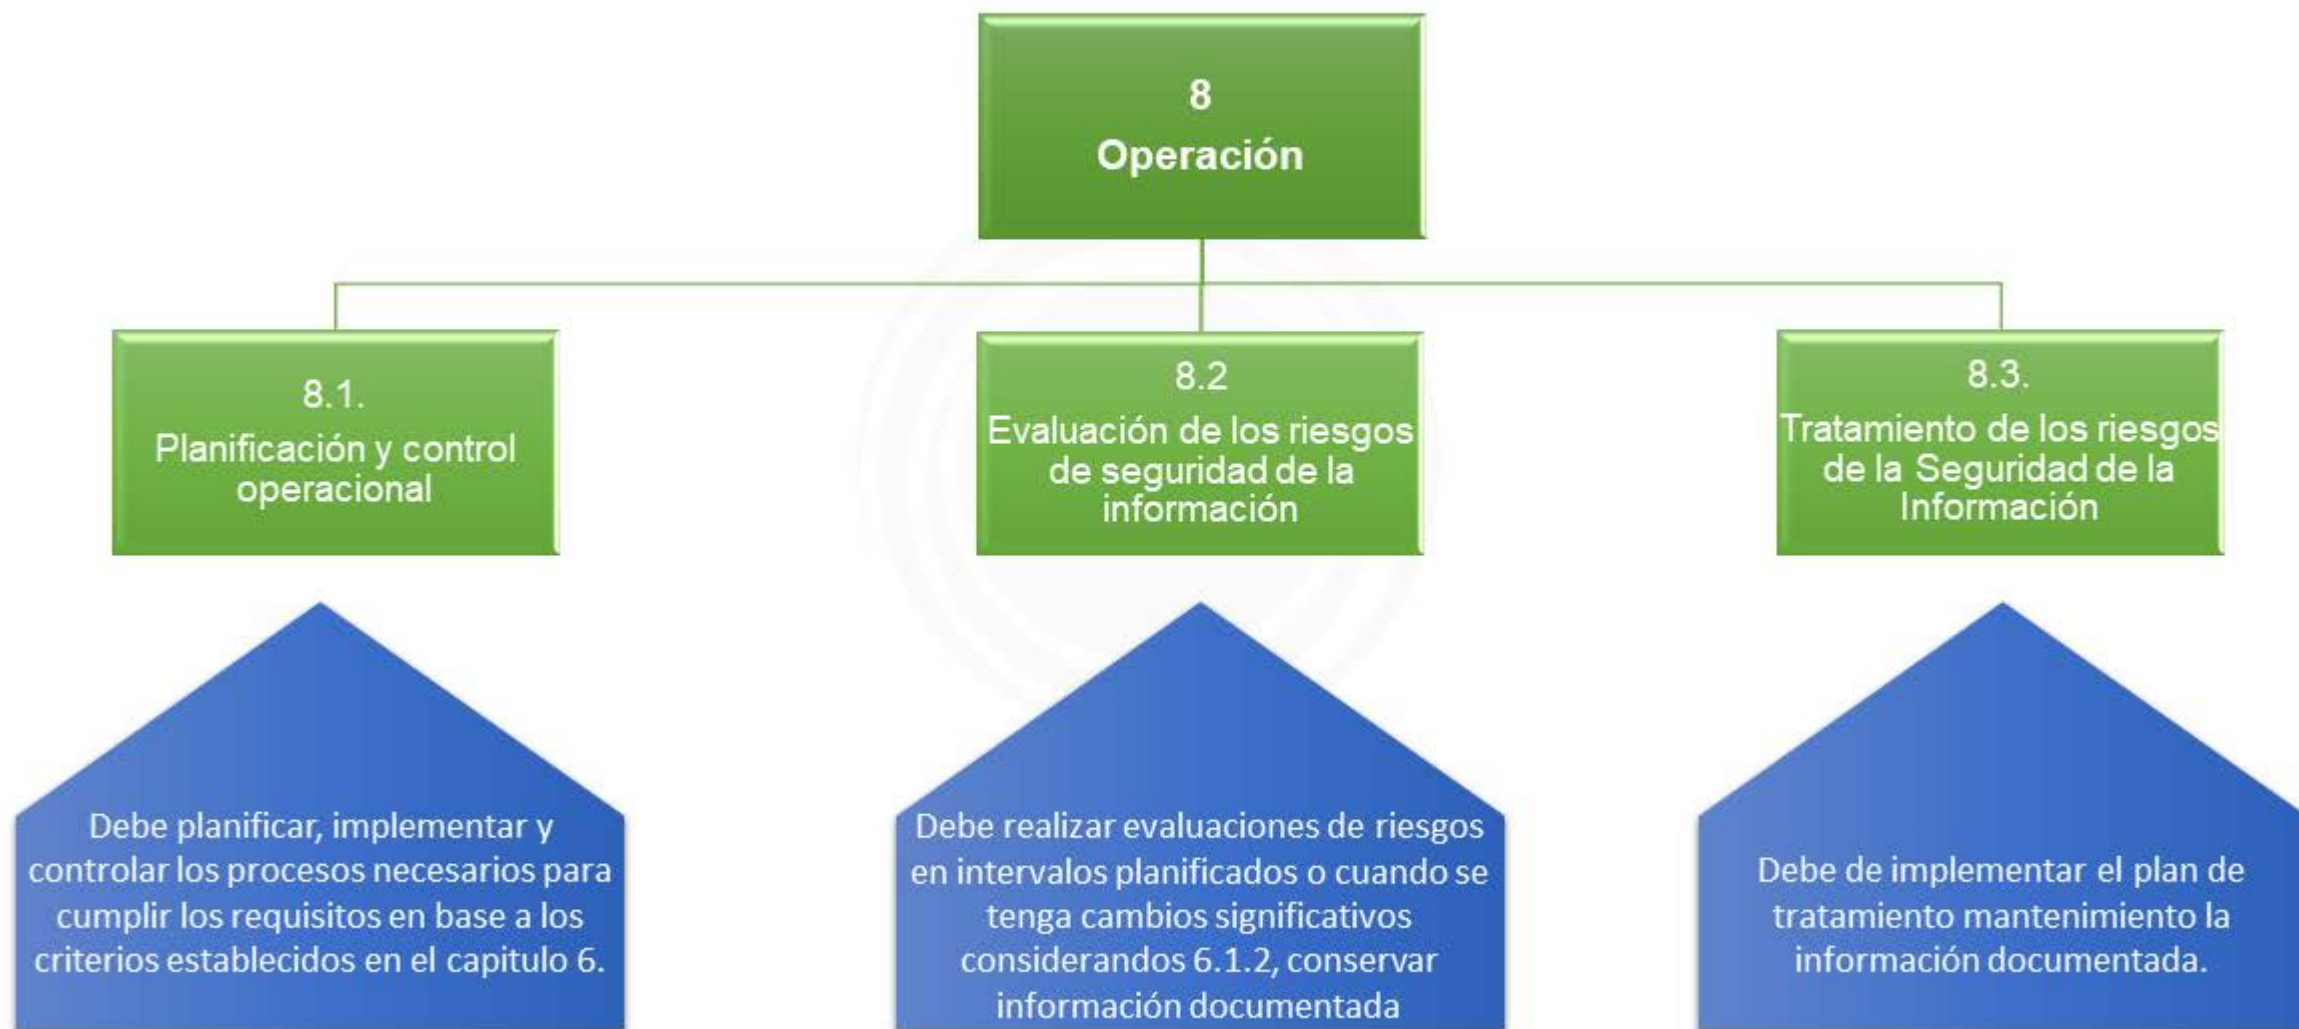 8
Operación
8.1.
Planificación y control
operacional
8.2
Evaluación de los riesgos
de seguridad de la
información
8.3.
Tratamiento de los riesgos
de la Seguridad de la
Información
Debe planificar, implementar y
controlar los procesos necesarios para
cumplir los requisitos en base a los
criterios establecidos en el capitulo 6.
Debe realizar evaluaciones de riesgos
en intervalos planificados o cuando se
tenga cambios significativos
considerandos 6.1.2, conservar
información documentada
Debe de implementar el plan de
tratamiento mantenimiento la
información documentada.